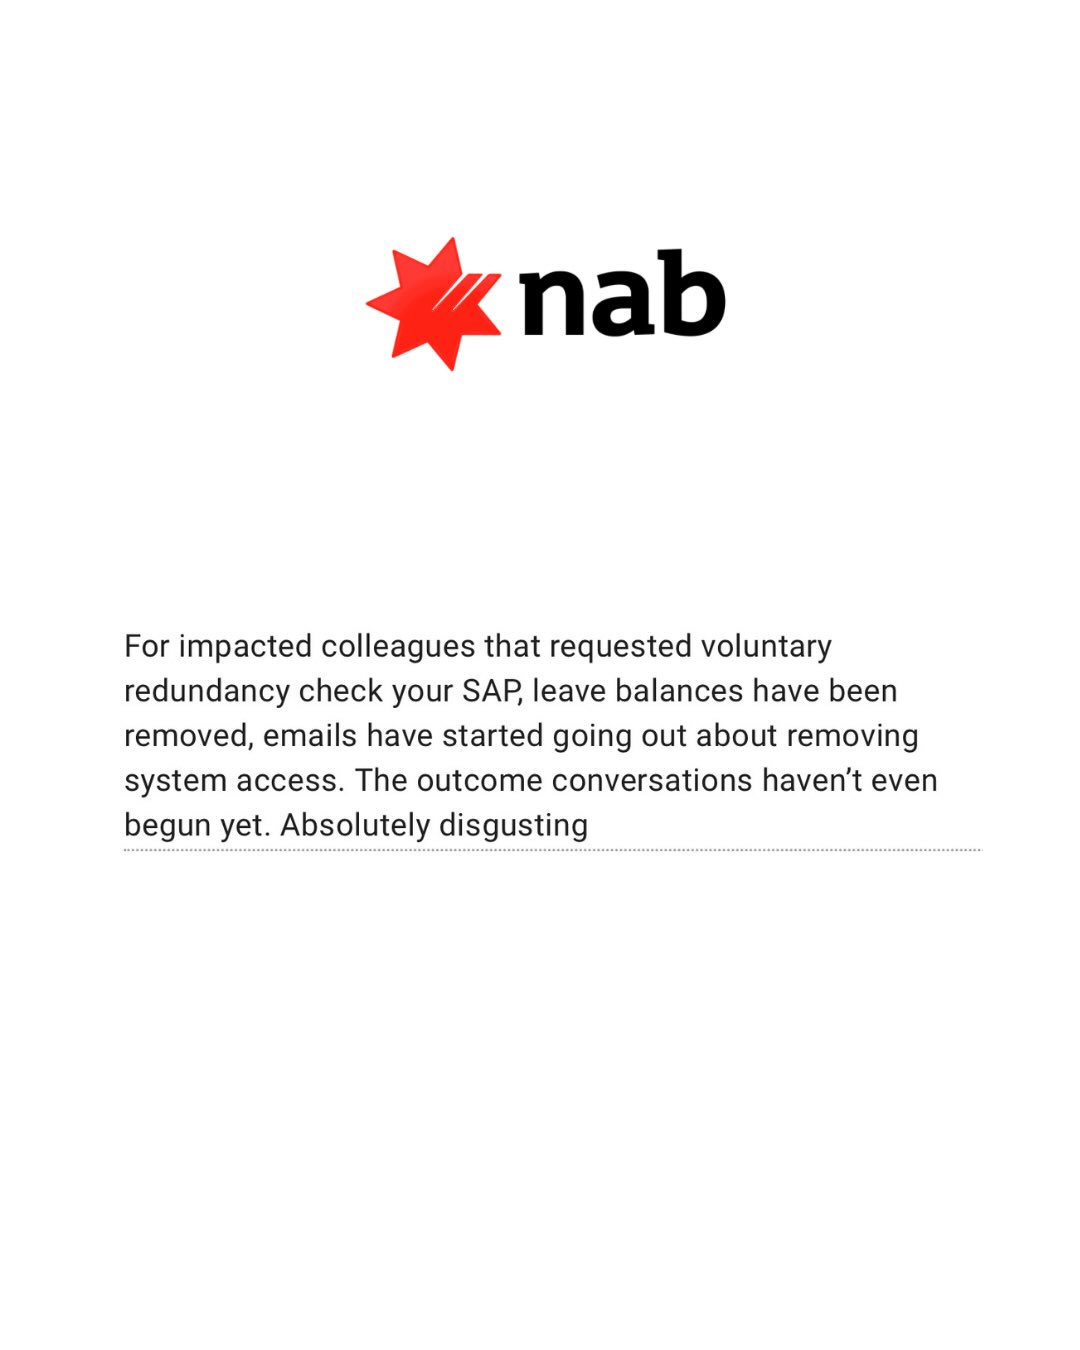 nab
For impacted colleagues that requested voluntary
redundancy check your SAP, leave balances have been
removed, emails have started going out about removing
system access. The outcome conversations haven’t even
begun yet. Absolutely disgusting